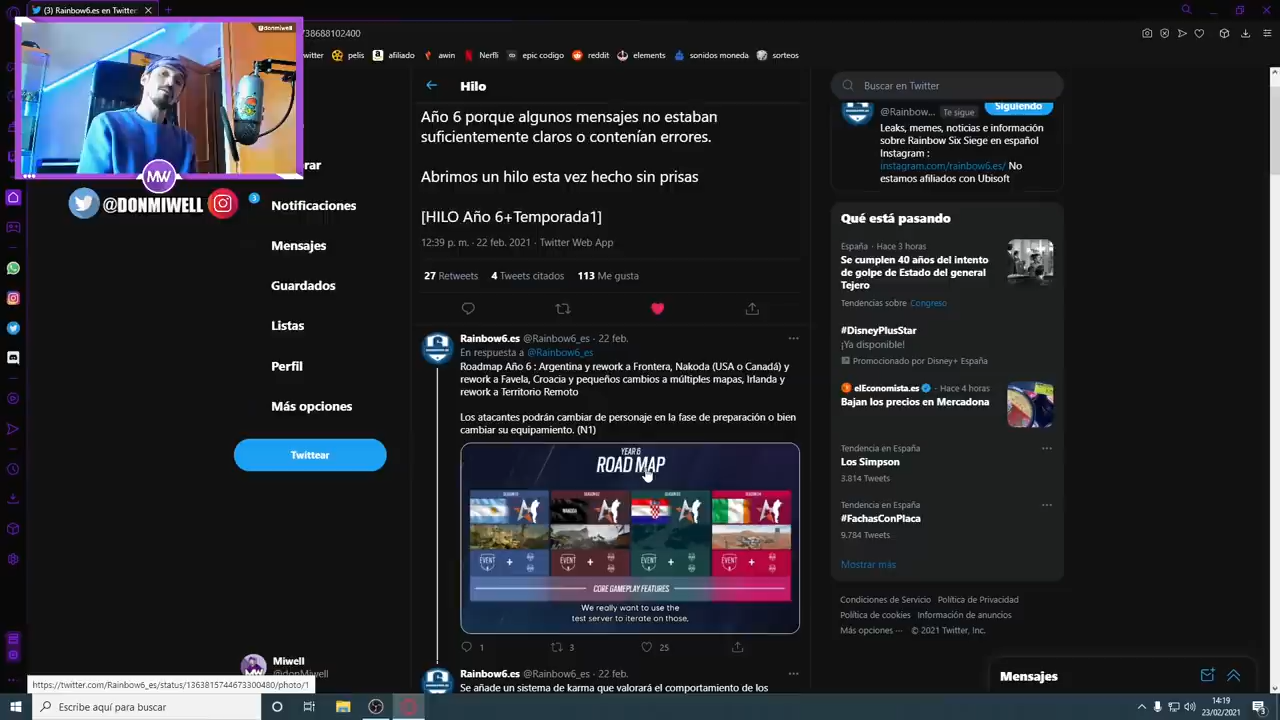 (3) Rainbow6.es en Twitter
@donmiwell
38688102400
witter
pelis
afiliado
awin
Nerfli
epic codigo
reddit
elements
sonidos moneda
sorteos
MW
@DONMIWELL
rar
3
Notificaciones
Mensajes
Guardados
Listas
Perfil
Más opciones
Twittear
Miwell
@donMiwell
Hilo
Año 6 porque algunos mensajes no estaban
suficientemente claros o contenían errores.
Abrimos un hilo esta vez hecho sin prisas
[HILO Año 6+Temporada1]
12:39 p. m. · 22 feb. 2021 · Twitter Web App
27 Retweets 4 Tweets citados 113 Me gusta
Rainbow6.es @Rainbow6_es · 22 feb.
En respuesta a @Rainbow6_es
Roadmap Año 6 : Argentina y rework a Frontera, Nakoda (USA o Canadá) y
rework a Favela, Croacia y pequeños cambios a múltiples mapas, Irlanda y
rework a Territorio Remoto
Los atacantes podrán cambiar de personaje en la fase de preparación o bien
cambiar su equipamiento. (N1)
YEAR 6
ROAD MAP
EVENT +
EVENT +
EVENT +
EVENT +
CORE GAMEPLAY FEATURES
We really want to use the
test server to iterate on those,
1 3 25
Rainbow6.es @Rainbow6_es · 22 feb.
Se añade un sistema de karma que valorará el comportamiento de los
Buscar en Twitter
@Rainbow... Te sigue
Siguiendo
Leaks, memes, noticias e información
sobre Rainbow Six Siege en español
Instagram :
instagram.com/rainbow6.es/ No
estamos afiliados con Ubisoft
Qué está pasando
España · Hace 3 horas
Se cumplen 40 años del intento
de golpe de Estado del general
Tejero
Tendencias sobre Congreso
#DisneyPlusStar
¡Ya disponible!
Promocionado por Disney+ España
elEconomista.es · Hace 4 horas
Bajan los precios en Mercadona
Tendencia en España
Los Simpson
3.814 Tweets
Tendencia en España
#FachasConPlaca
9.784 Tweets
Mostrar más
Condiciones de Servicio Política de Privacidad
Política de cookies Información de anuncios
Más opciones ··· © 2021 Twitter, Inc.
Mensajes
https://twitter.com/Rainbow6_es/status/1363815744673300480/photo/1
Escribe aquí para buscar
14:19
23/02/2021